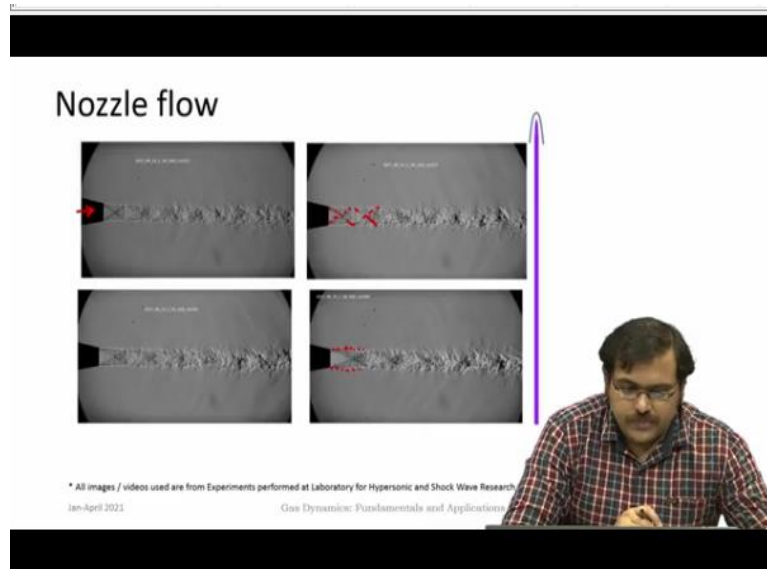 Nozzle flow
* All images / videos used are from Experiments performed at Laboratory for Hypersonic and Shock Wave Research
Jan-April 2021
Gas Dynamics: Fundamentals and Applications